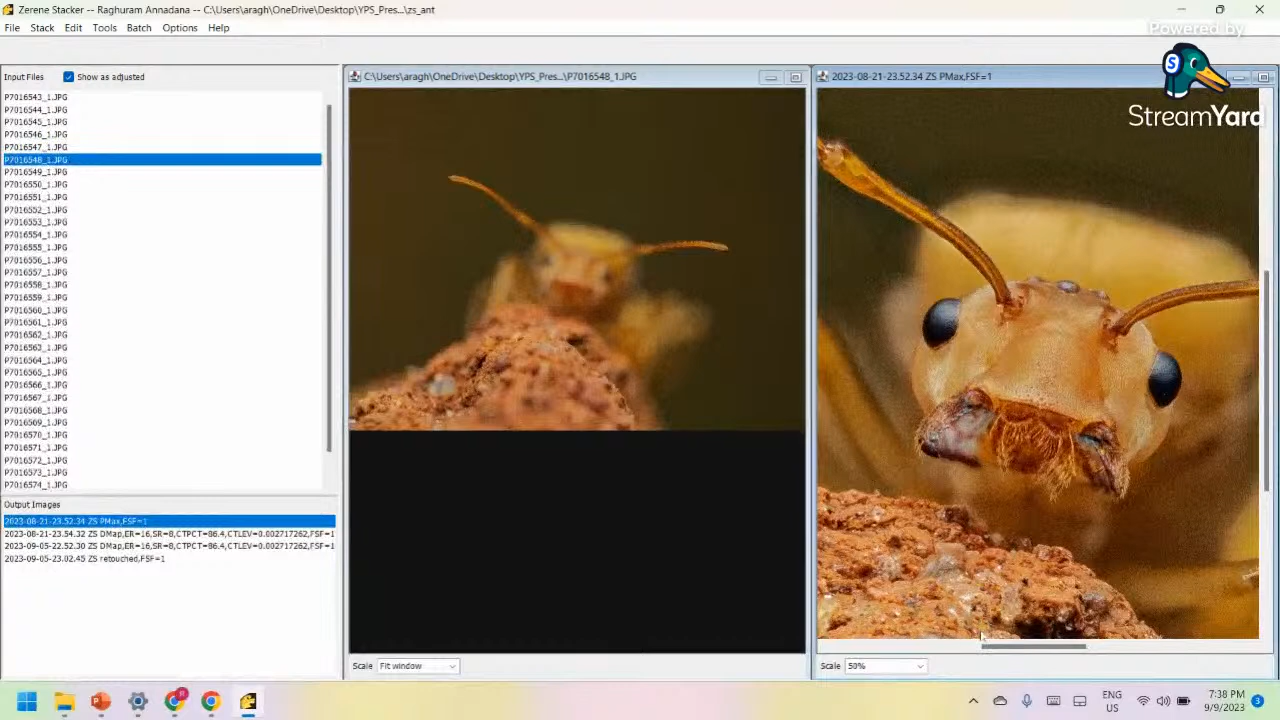 Zerene Stacker -- Raghuram Annadana -- C:\Users\aragh\OneDrive\Desktop\YPS_Pres...\zs_ant
File Stack Edit Tools Batch Options Help
Powered by
StreamYard
Input Files Show as adjusted
P7016543_1.JPG
P7016544_1.JPG
P7016545_1.JPG
P7016546_1.JPG
P7016547_1.JPG
P7016548_1.JPG
P7016549_1.JPG
P7016550_1.JPG
P7016551_1.JPG
P7016552_1.JPG
P7016553_1.JPG
P7016554_1.JPG
P7016555_1.JPG
P7016556_1.JPG
P7016557_1.JPG
P7016558_1.JPG
P7016559_1.JPG
P7016560_1.JPG
P7016561_1.JPG
P7016562_1.JPG
P7016563_1.JPG
P7016564_1.JPG
P7016565_1.JPG
P7016566_1.JPG
P7016567_1.JPG
P7016568_1.JPG
P7016569_1.JPG
P7016570_1.JPG
P7016571_1.JPG
P7016572_1.JPG
P7016573_1.JPG
P7016574_1.JPG
Output Images
2023-08-21-23.52.34 ZS PMax,FSF=1
2023-08-21-23.54.32 ZS DMap,ER=16,SR=8,CTPCT=86.4,CTLEV=0.002717262,FSF=1
2023-09-05-22.52.30 ZS DMap,ER=16,SR=8,CTPCT=86.4,CTLEV=0.002717262,FSF=1
2023-09-05-23.02.45 ZS retouched,FSF=1
C:\Users\aragh\OneDrive\Desktop\YPS_Pres...\P7016548_1.JPG
Scale Fit window
2023-08-21-23.52.34 ZS PMax,FSF=1
Scale 50%
ENG
US
7:38 PM
9/9/2023
3